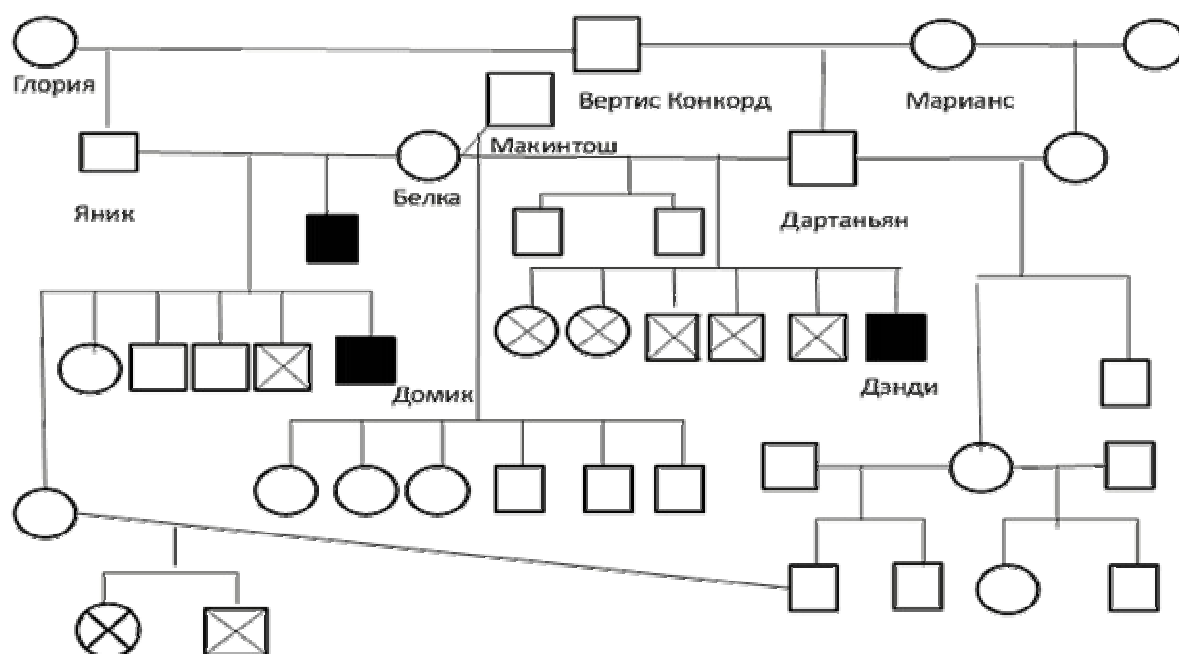 Глория
Вертис Конкорд
Марианс
Макинтош
Яник
Белка
Дартаньян
Домик
Дэнди